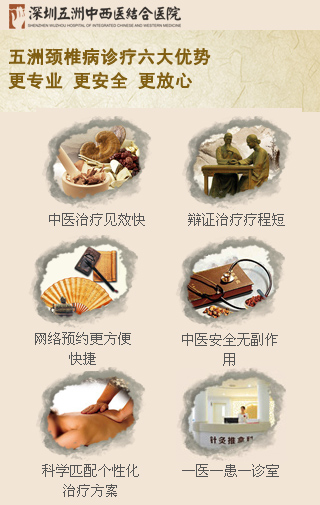 深圳五洲中西医结合医院
SHENZHEN WUZHOU HOSPITAL OF INTEGRATED CHINESE AND WESTERN MEDICINE
五洲颈椎病诊疗六大优势
更专业 更安全 更放心
中医治疗见效快
辩证治疗疗程短
网络预约更方便
快捷
中医安全无副作
用
科学匹配个性化
治疗方案
一医一患一诊室
针灸推拿科